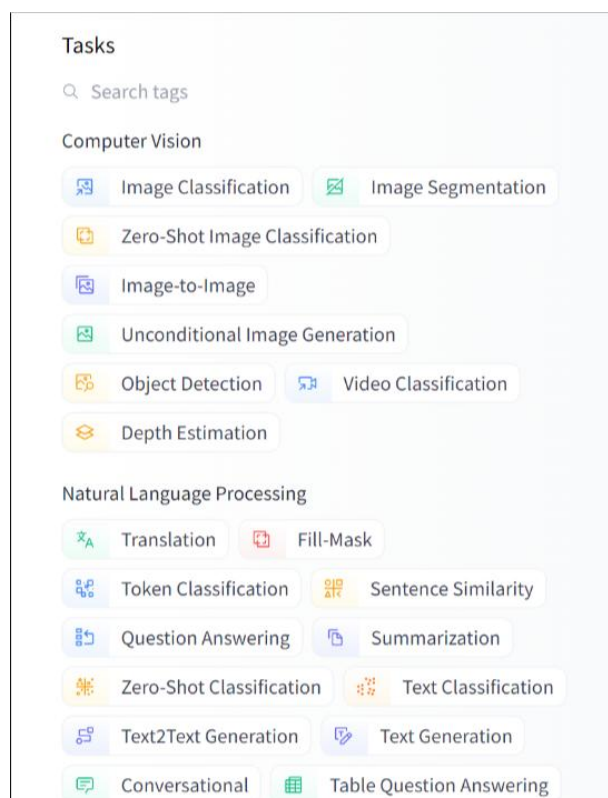 Tasks
Search tags
Computer Vision
Image Classification Image Segmentation
Zero-Shot Image Classification
Image-to-Image
Unconditional Image Generation
Object Detection Video Classification
Depth Estimation
Natural Language Processing
Translation Fill-Mask
Token Classification Sentence Similarity
Question Answering Summarization
Zero-Shot Classification Text Classification
Text2Text Generation Text Generation
Conversational Table Question Answering